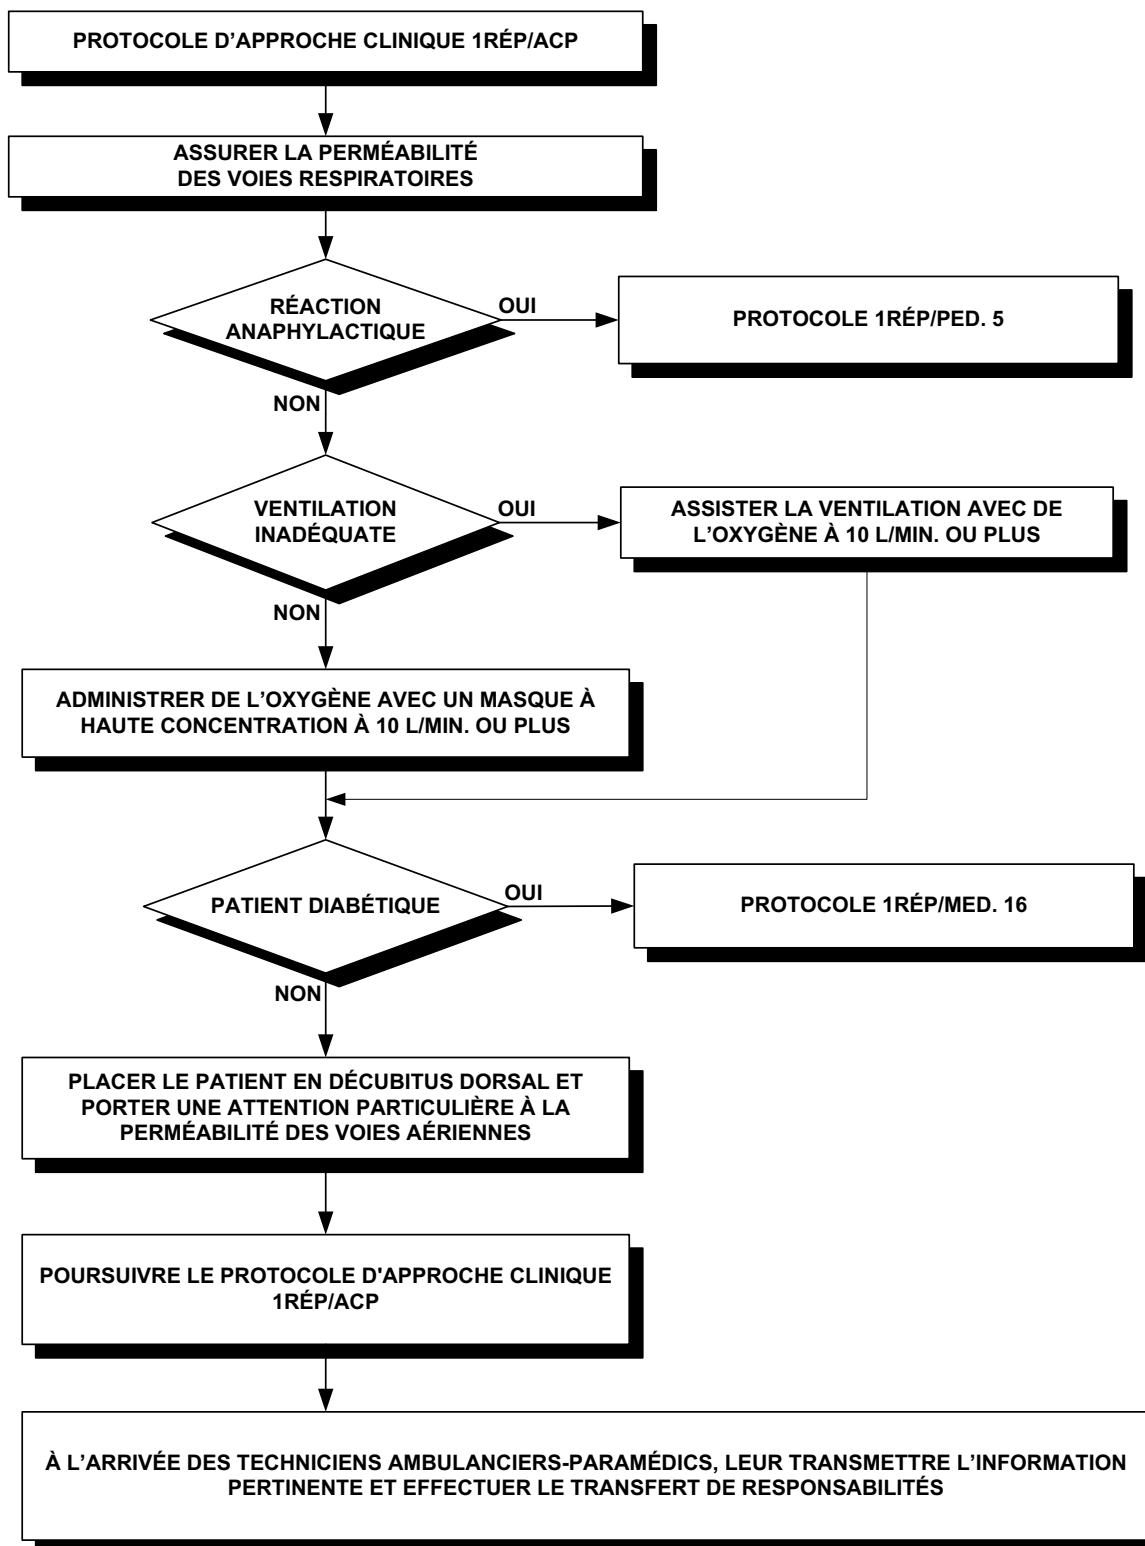 PROTOCOLE D'APPROCHE CLINIQUE 1RÉP/ACP
ASSURER LA PERMÉABILITÉ
DES VOIES RESPIRATOIRES
RÉACTION
ANAPHYLACTIQUE
OUI
PROTOCOLE 1RÉP/PED. 5
NON
VENTILATION
INADÉQUATE
OUI
ASSISTER LA VENTILATION AVEC DE
L'OXYGÈNE À 10 L/MIN. OU PLUS
NON
ADMINISTRER DE L'OXYGÈNE AVEC UN MASQUE À
HAUTE CONCENTRATION À 10 L/MIN. OU PLUS
PATIENT DIABÉTIQUE
OUI
PROTOCOLE 1RÉP/MED. 16
NON
PLACER LE PATIENT EN DÉCUBITUS DORSAL ET
PORTER UNE ATTENTION PARTICULIÈRE À LA
PERMÉABILITÉ DES VOIES AÉRIENNES
POURSUIVRE LE PROTOCOLE D'APPROCHE CLINIQUE
1RÉP/ACP
À L'ARRIVÉE DES TECHNICIENS AMBULANCIERS-PARAMÉDICS, LEUR TRANSMETTRE L'INFORMATION
PERTINENTE ET EFFECTUER LE TRANSFERT DE RESPONSABILITÉS